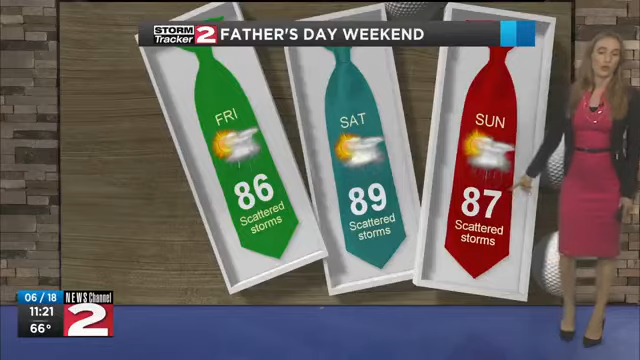 STORM
Tracker 2 FATHER'S DAY WEEKEND
FRI
86
Scattered
storms
SAT
89
Scattered
storms
SUN
87
Scattered
storms
06/18
11:21
66°
NEWS Channel
2